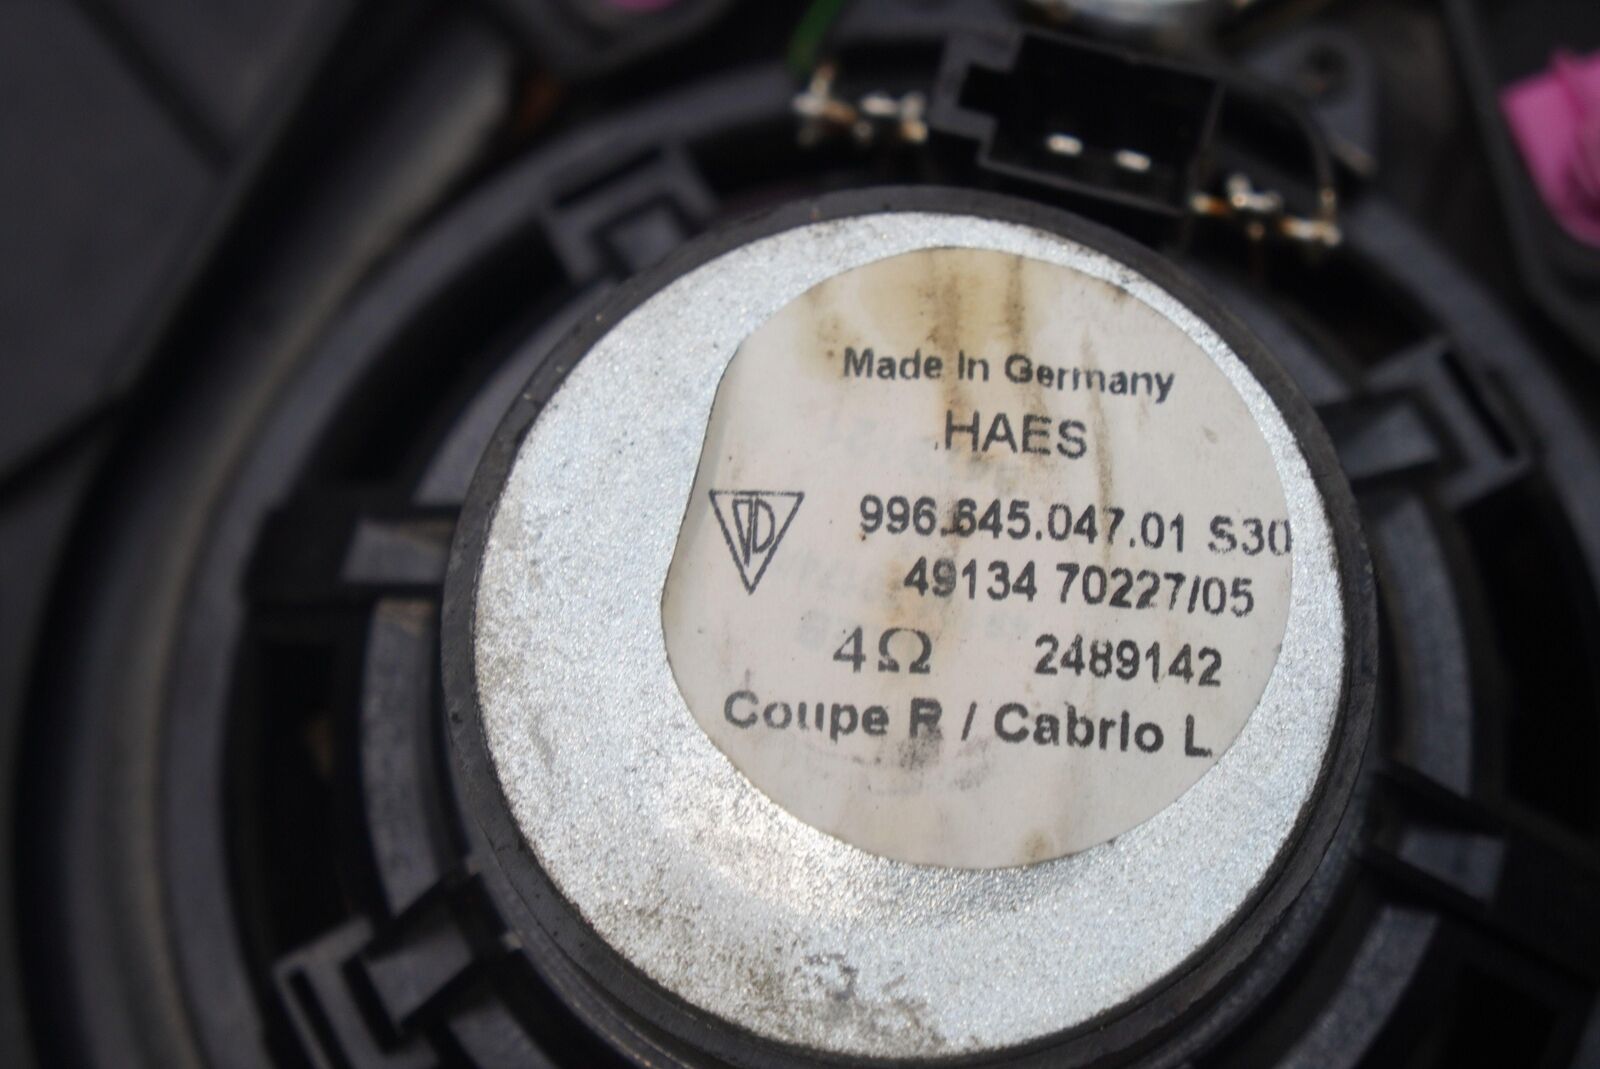 Made In Germany
HAES
996.645.047.01 S30
49134 70227/05
4Ω 2489142
Coupe R / Cabrio L